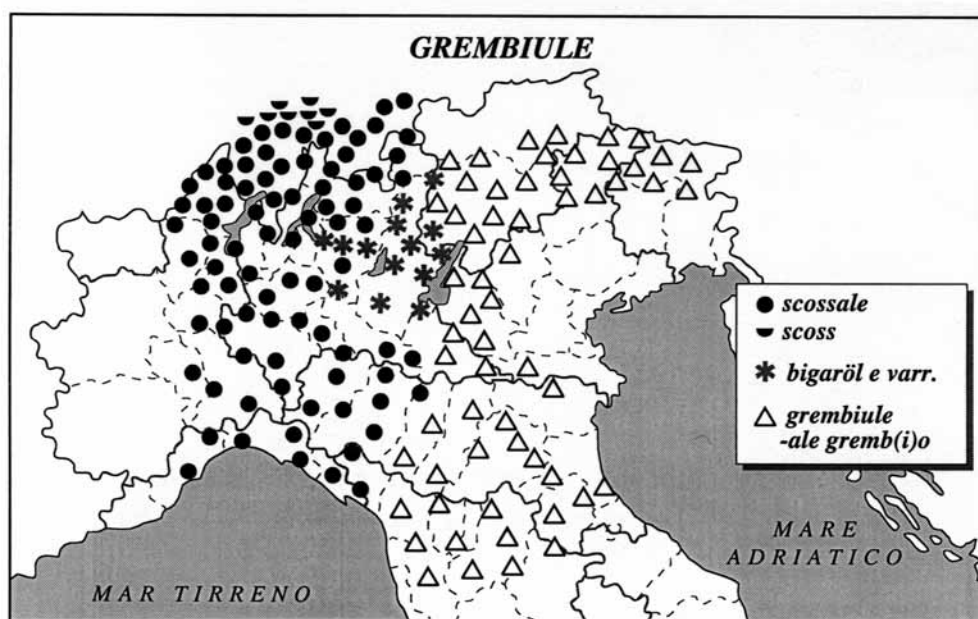 GREMBIULE
scossale
scoss
bigaröl e varr.
grembiule
-ale gremb(i)o
MARE
ADRIATICO
MAR TIRRENO